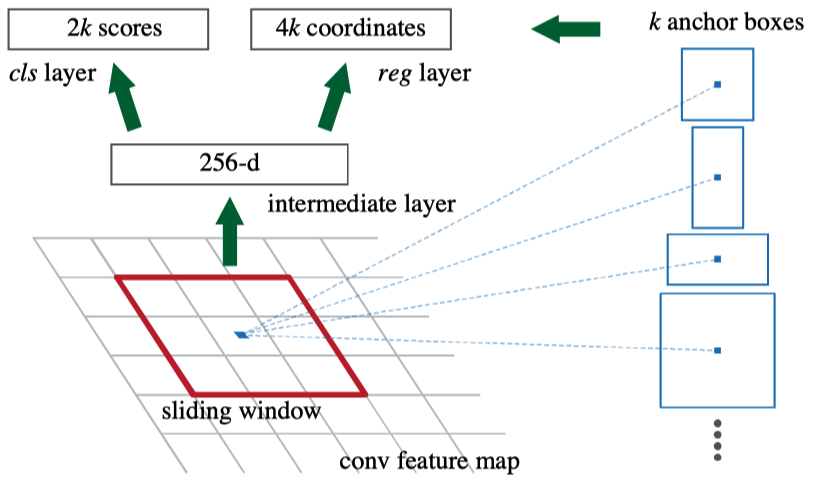 2k scores
4k coordinates
k anchor boxes
cls layer
reg layer
256-d
intermediate layer
sliding window
conv feature map